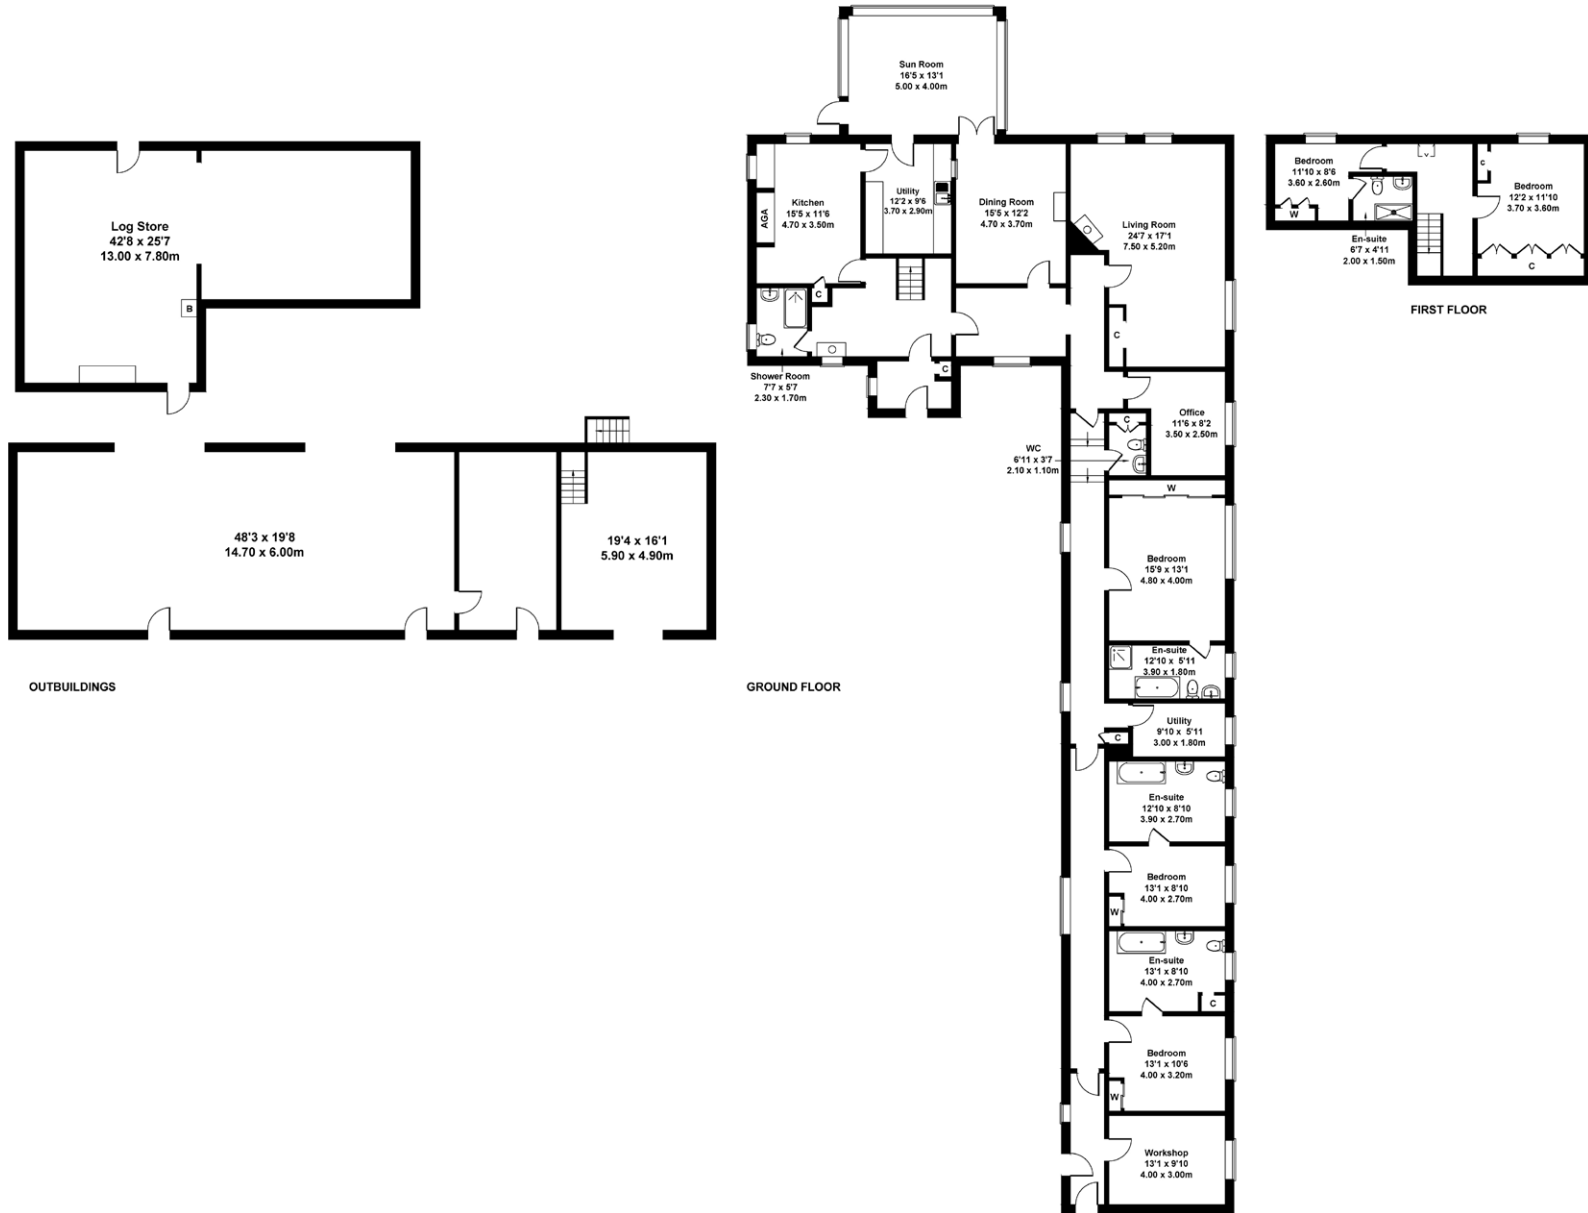 Sun Room
16'5 x 13'1
5.00 x 4.00m
Log Store
42'8 x 25'7
13.00 x 7.80m
B
Kitchen
15'5 x 11'6
4.70 x 3.50m
AGA
Utility
12'2 x 9'6
3.70 x 2.90m
Dining Room
15'5 x 12'2
4.70 x 3.70m
Living Room
24'7 x 17'1
7.50 x 5.20m
C
C
C
Shower Room
7'7 x 5'7
2.30 x 1.70m
Office
11'6 x 8'2
3.50 x 2.50m
C
WC
6'11 x 3'7
2.10 x 1.10m
W
Bedroom
15'9 x 13'1
4.80 x 4.00m
En-suite
12'10 x 5'11
3.90 x 1.80m
Utility
9'10 x 5'11
3.00 x 1.80m
C
En-suite
12'10 x 8'10
3.90 x 2.70m
Bedroom
13'1 x 8'10
4.00 x 2.70m
W
En-suite
13'1 x 8'10
4.00 x 2.70m
C
Bedroom
13'1 x 10'6
4.00 x 3.20m
W
Workshop
13'1 x 9'10
4.00 x 3.00m
Bedroom
11'10 x 8'6
3.60 x 2.60m
W
En-suite
6'7 x 4'11
2.00 x 1.50m
C
Bedroom
12'2 x 11'10
3.70 x 3.60m
C
FIRST FLOOR
48'3 x 19'8
14.70 x 6.00m
19'4 x 16'1
5.90 x 4.90m
OUTBUILDINGS
GROUND FLOOR